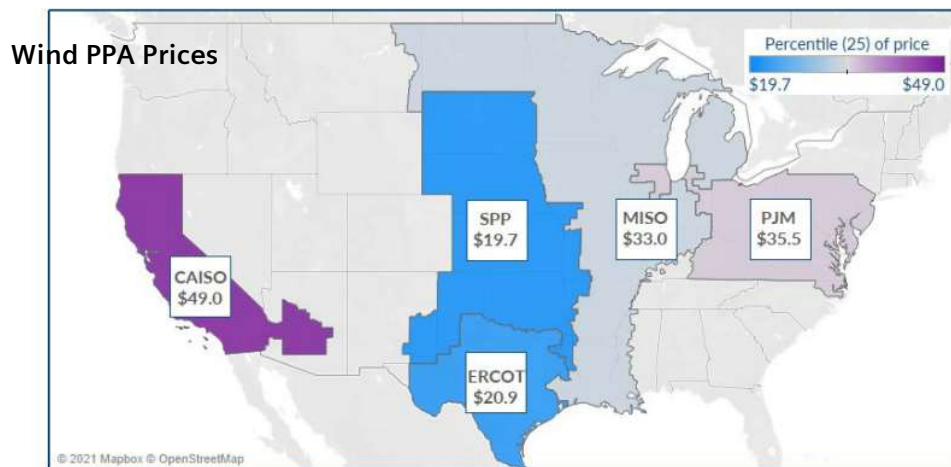 Wind PPA Prices
Percentile (25) of price
$19.7 $49.0
SPP
$19.7
MISO
$33.0
PJM
$35.5
CAISO
$49.0
ERCOT
$20.9
© 2021 Mapbox © OpenStreetMap